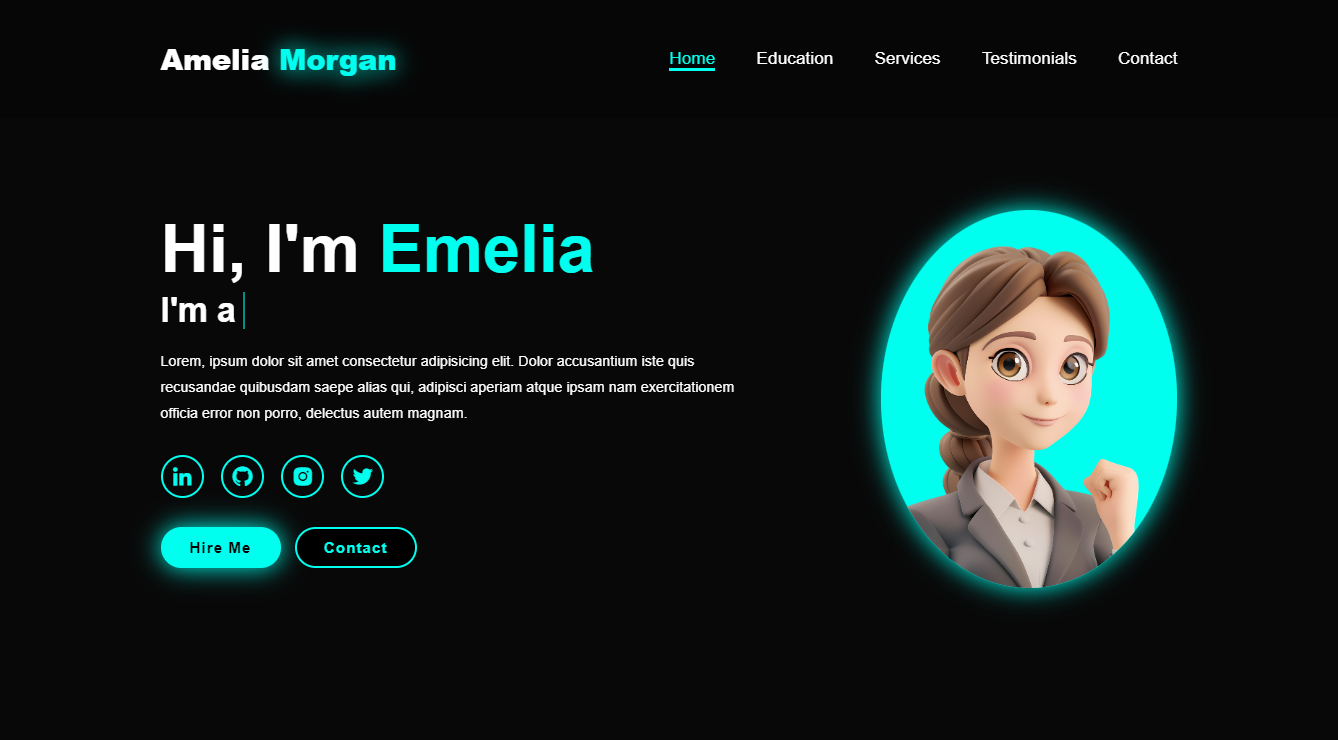 Amelia Morgan
Home Education Services Testimonials Contact
Hi, I'm Emelia
I'm a
Lorem, ipsum dolor sit amet consectetur adipisicing elit. Dolor accusantium iste quis
recusandae quibusdam saepe alias qui, adipisci aperiam atque ipsam nam exercitationem
officia error non porro, delectus autem magnam.
Hire Me Contact